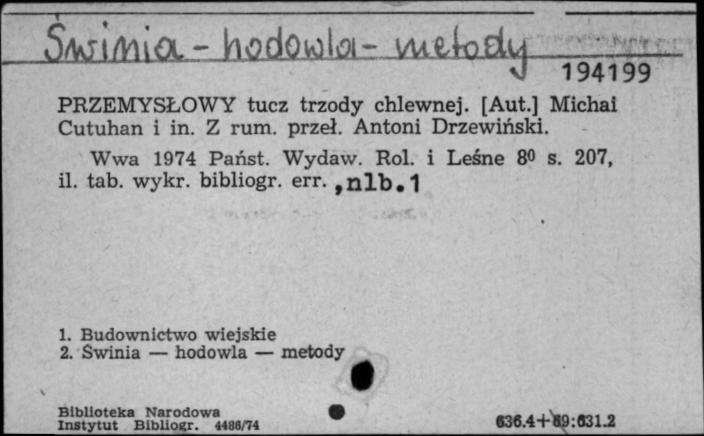 Świnia - hodowla - metody
194199
PRZEMYSŁOWY tucz trzody chlewnej. [Aut.] Michai
Cutuhan i in. Z rum. przeł. Antoni Drzewiński.
Wwa 1974 Państ. Wydaw. Rol. i Leśne 8⁰ s. 207,
il. tab. wykr. bibliogr. err. ,nlb.1
1. Budownictwo wiejskie
2. Świnia — hodowla — metody
Biblioteka Narodowa
Instytut Bibliogr. 4486/74
636.4+69:631.2